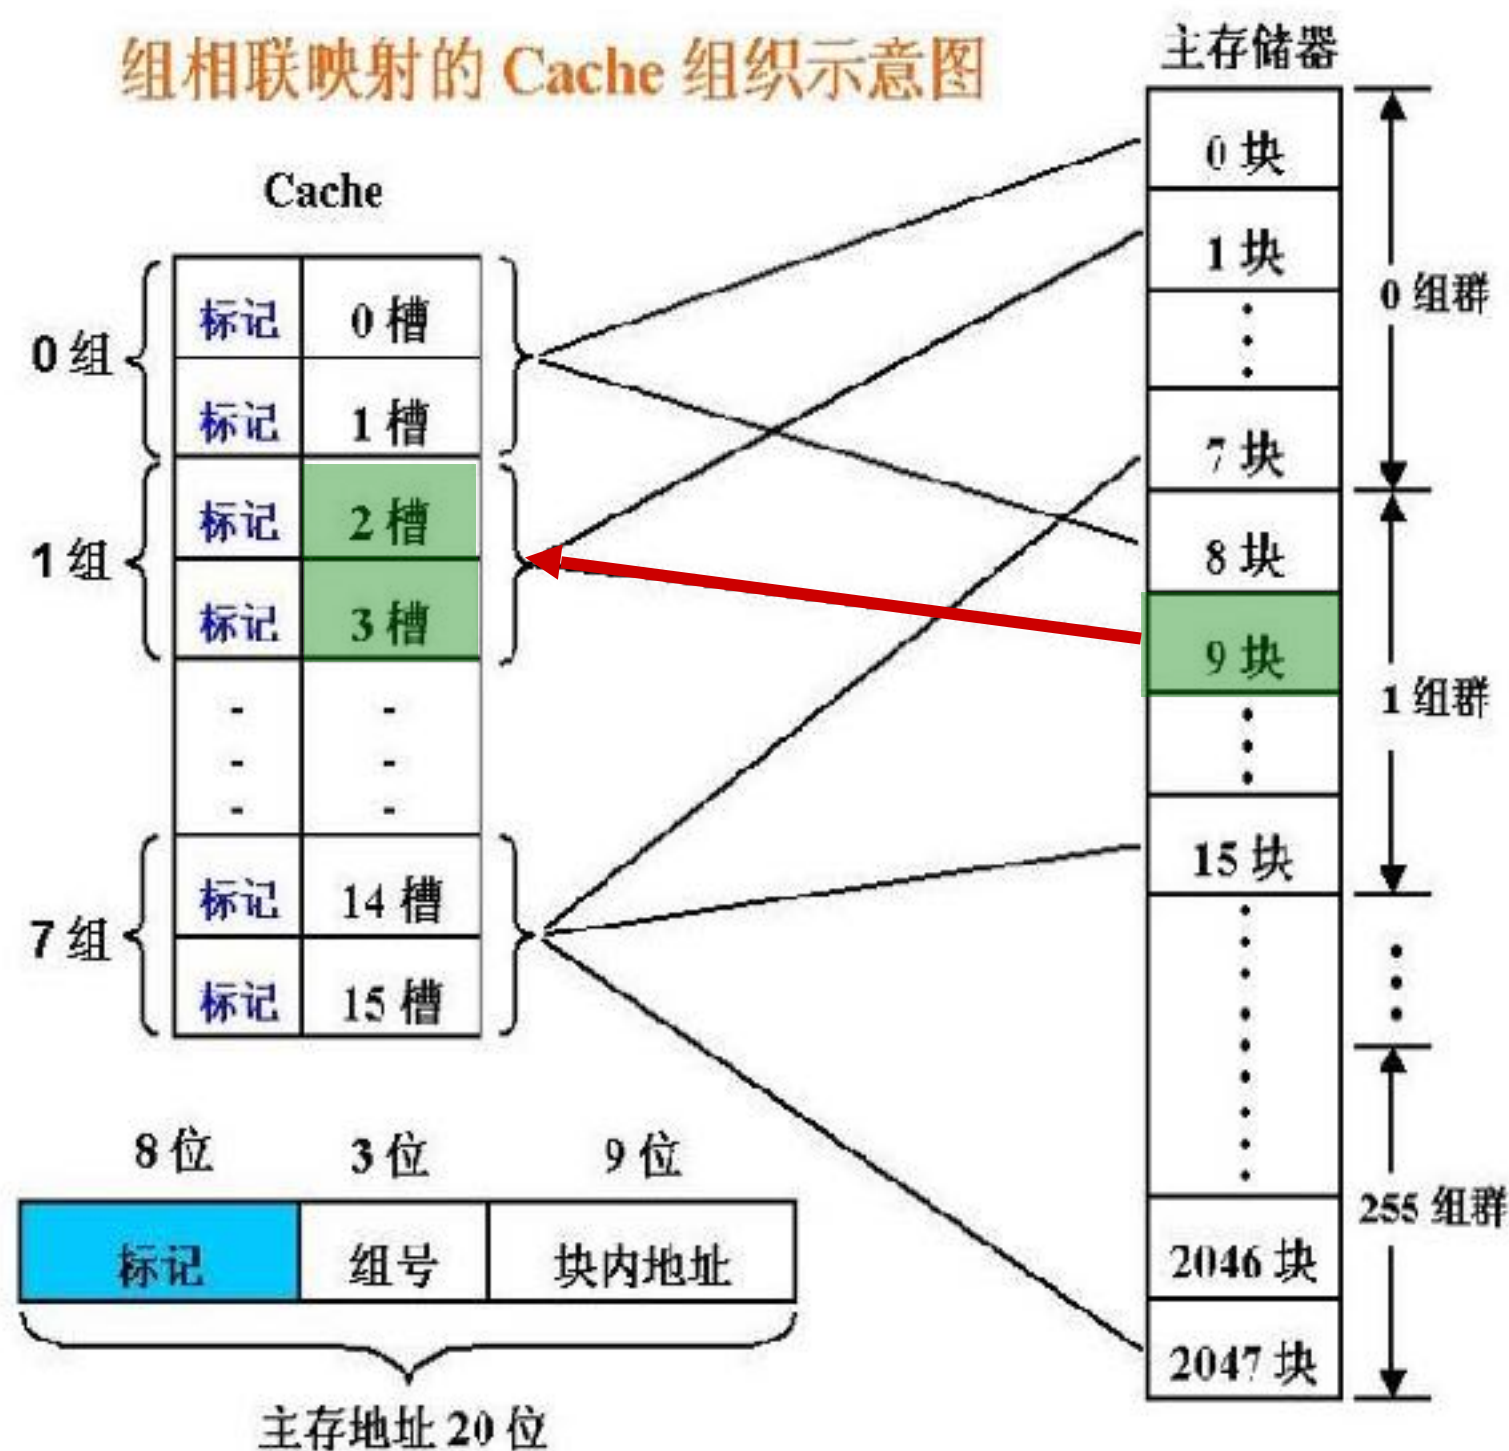 组相联映射的 Cache 组织示意图
主存储器
Cache
0 组
标记 0 槽
标记 1 槽
1 组
标记 2 槽
标记 3 槽
7 组
标记 14 槽
标记 15 槽
0 块
1 块
7 块
8 块
9 块
15 块
2046 块
2047 块
0 组群
1 组群
255 组群
8 位 3 位 9 位
标记 组号 块内地址
主存地址 20 位